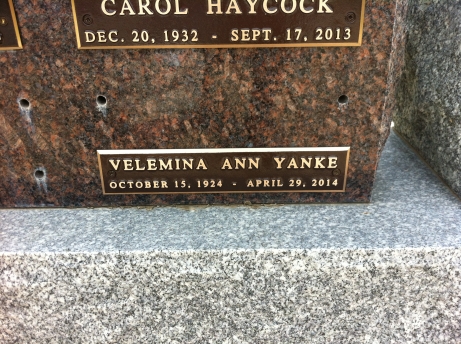 CAROL HAYCOCK
DEC. 20, 1932 - SEPT. 17, 2013
VELEMINA ANN YANKE
OCTOBER 15, 1924 - APRIL 29, 2014